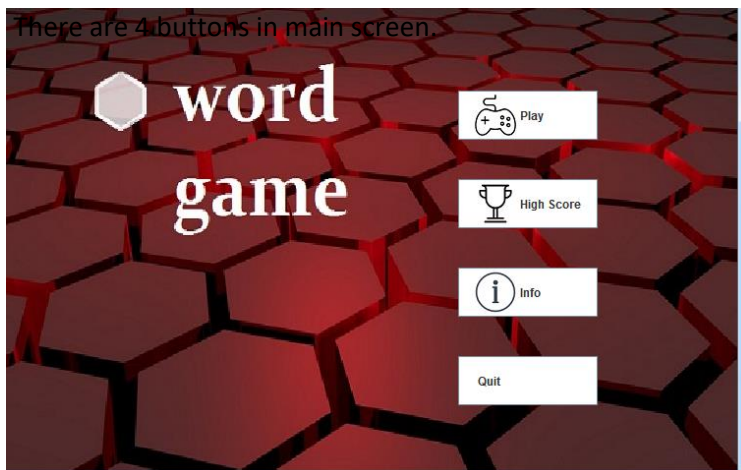 There are 4 buttons in main screen.
word
game
Play
High Score
Info
Quit